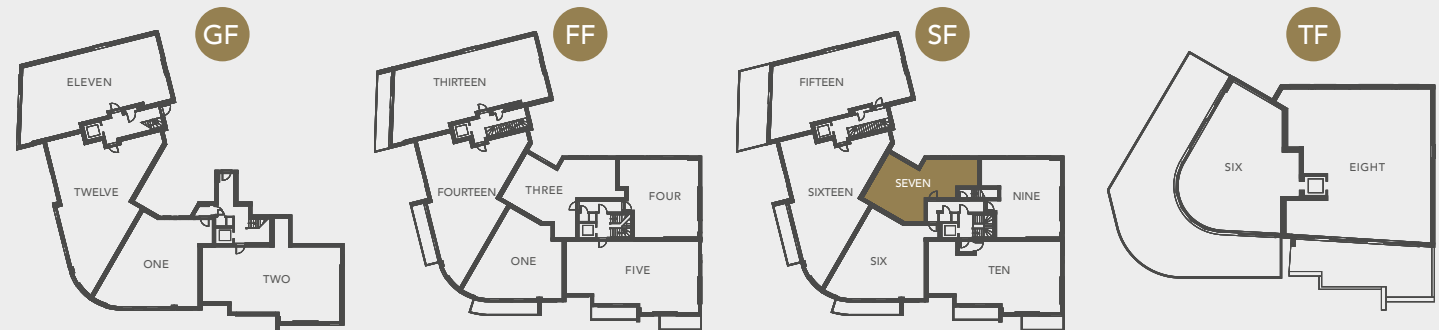 GF
ELEVEN
TWELVE
ONE
TWO
FF
THIRTEEN
FOURTEEN
THREE
FOUR
ONE
FIVE
SF
FIFTEEN
SIXTEEN
SEVEN
NINE
SIX
TEN
TF
SIX
EIGHT